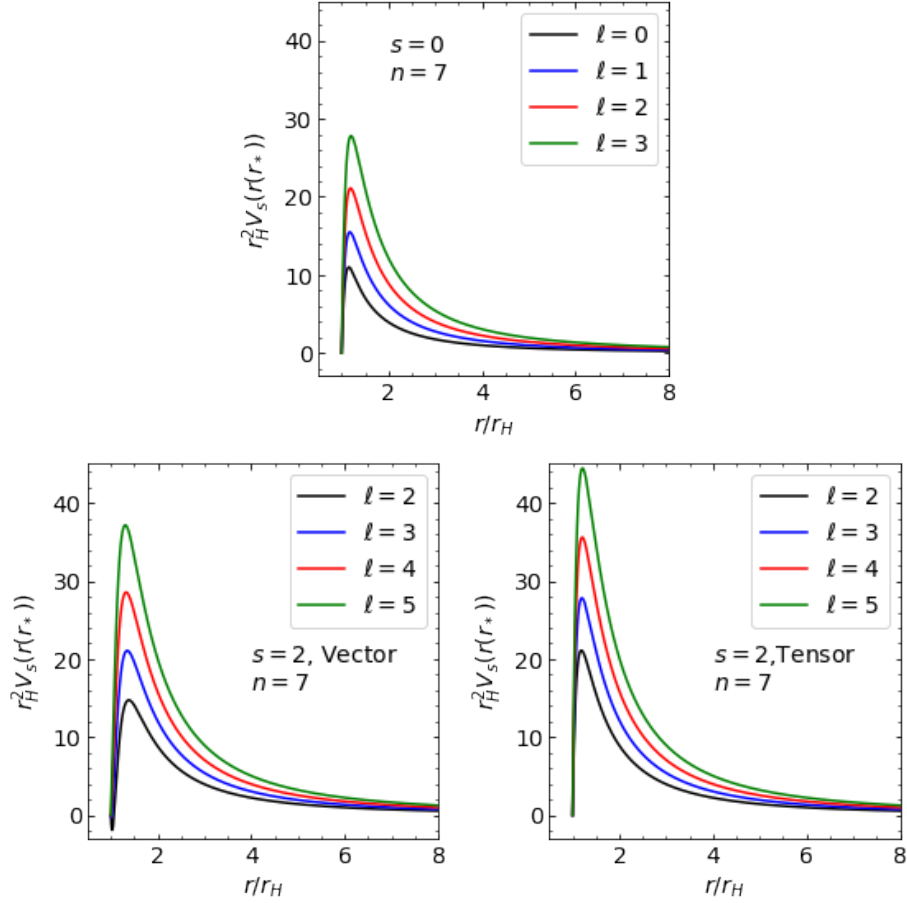 40
30
20
10
0
r_H^2 V_s(r(r_*))
s = 0
n = 7
ℓ = 0
ℓ = 1
ℓ = 2
ℓ = 3
2 4 6 8
r/r_H
40
30
20
10
0
r_H^2 V_s(r(r_*))
ℓ = 2
ℓ = 3
ℓ = 4
ℓ = 5
s = 2, Vector
n = 7
2 4 6 8
r/r_H
40
30
20
10
0
r_H^2 V_s(r(r_*))
ℓ = 2
ℓ = 3
ℓ = 4
ℓ = 5
s = 2,Tensor
n = 7
2 4 6 8
r/r_H